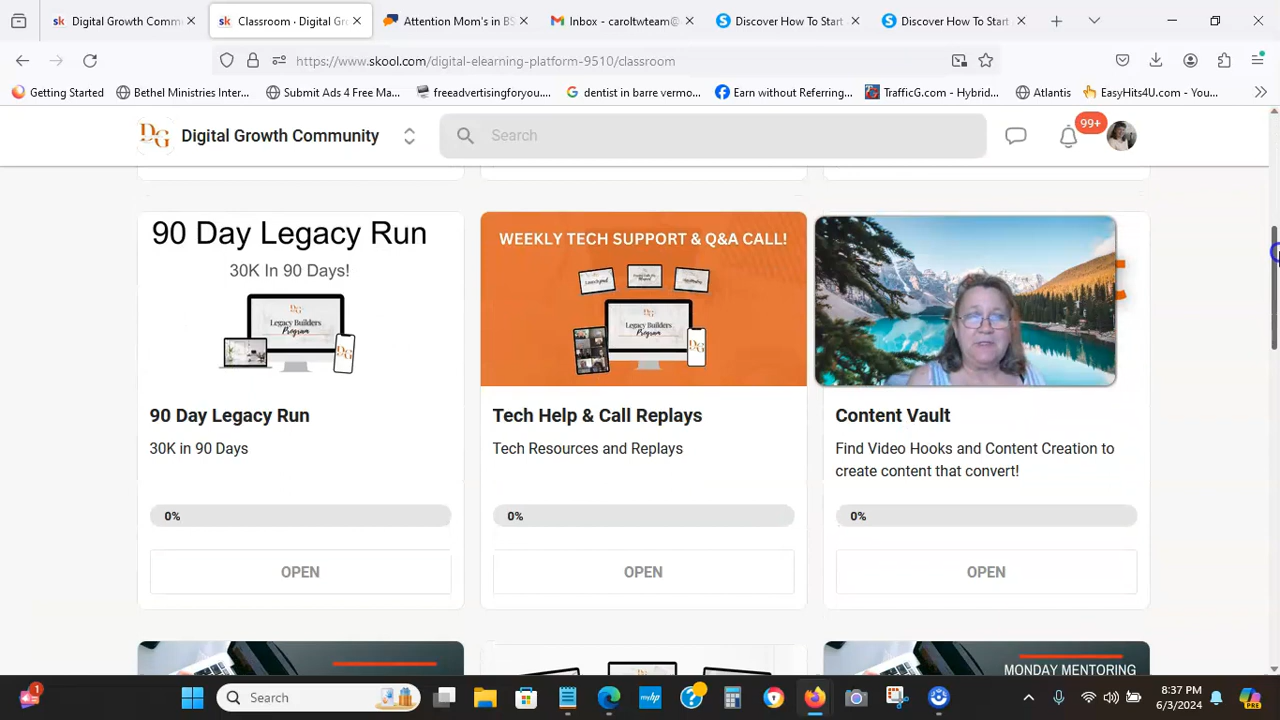 Digital Growth Comm
Classroom · Digital Gr
Attention Mom's in BS
Inbox - caroltwteam@
Discover How To Start
Discover How To Start
https://www.skool.com/digital-elearning-platform-9510/classroom
Getting Started
Bethel Ministries Inter...
Submit Ads 4 Free Ma...
freeadvertisingforyou....
dentist in barre vermo...
Earn without Referring...
TrafficG.com - Hybrid...
Atlantis
EasyHits4U.com - You...
DG
Digital Growth Community
Search
99+
90 Day Legacy Run
30K In 90 Days!
Legacy Builders
Program
WEEKLY TECH SUPPORT & Q&A CALL!
Legacy Builders
Program
90 Day Legacy Run
30K in 90 Days
0%
OPEN
Tech Help & Call Replays
Tech Resources and Replays
0%
OPEN
Content Vault
Find Video Hooks and Content Creation to
create content that convert!
0%
OPEN
MONDAY MENTORING
1
Search
8:37 PM
6/3/2024